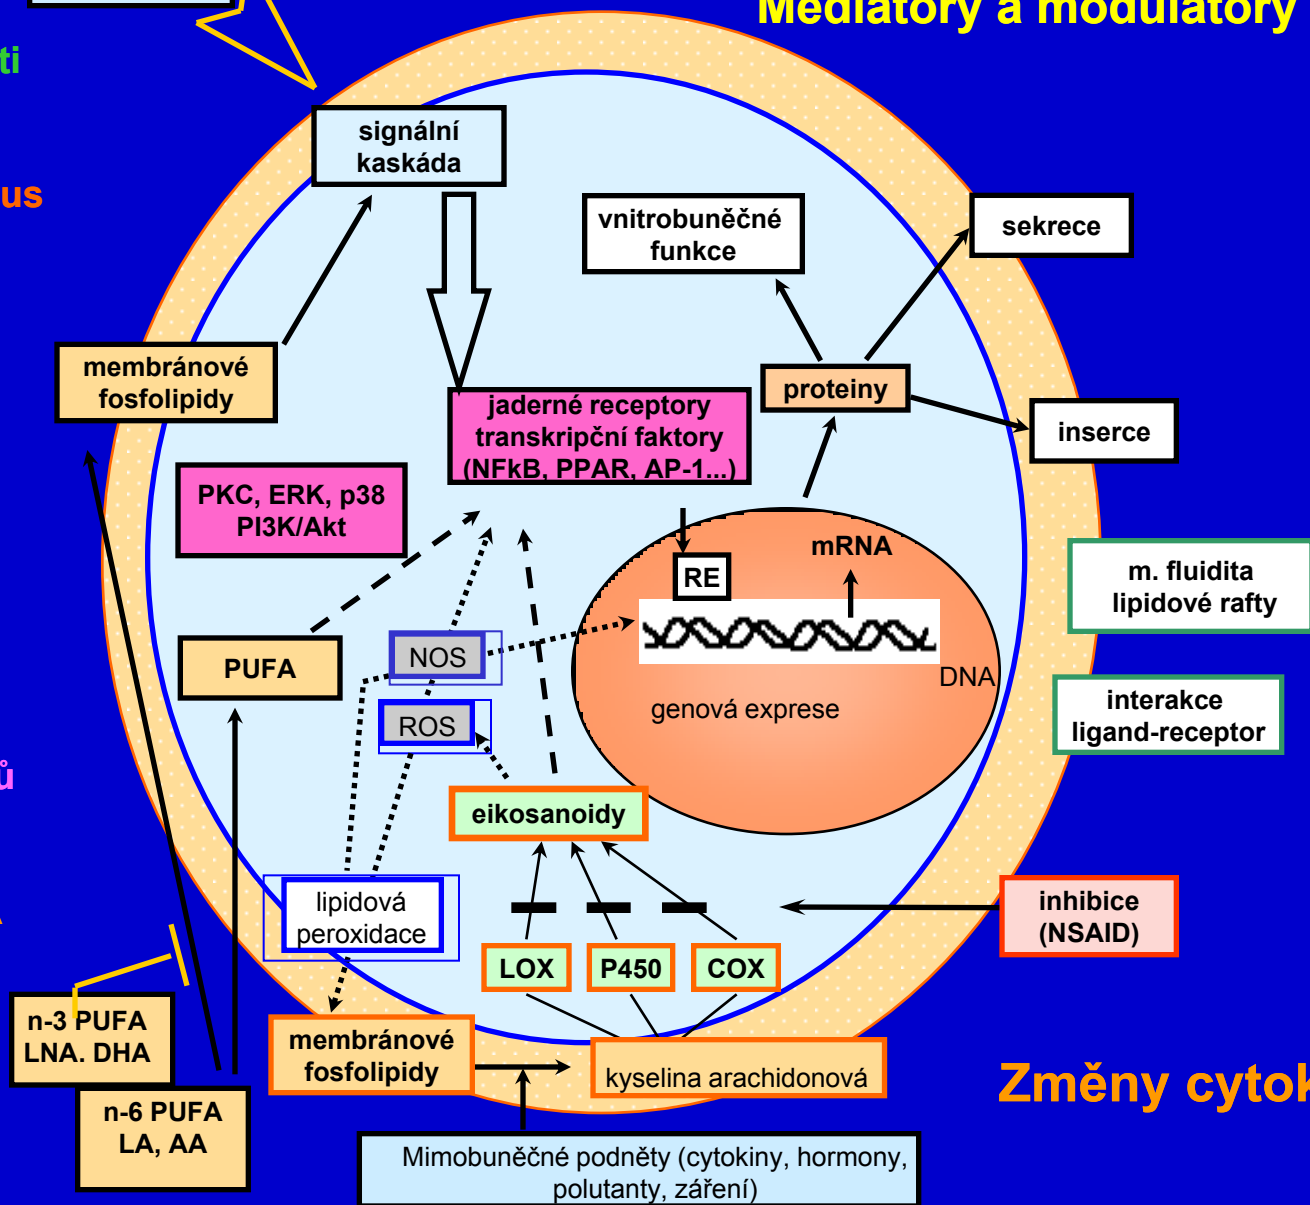 Mediátory a modulátory
ti
us
signální
kaskáda
vnitrobuněčné
funkce
sekrece
membránové
fosfolipidy
jaderné receptory
transkripční faktory
(NFkB, PPAR, AP-1...)
proteiny
inserce
PKC, ERK, p38
PI3K/Akt
RE
mRNA
m. fluidita
lipidové rafty
PUFA
NOS
DNA
ROS
genová exprese
interakce
ligand-receptor
ů
eikosanoidy
lipidová
peroxidace
inhibice
(NSAID)
LOX
P450
COX
n-3 PUFA
LNA. DHA
membránové
fosfolipidy
kyselina arachidonová
Změny cytok
n-6 PUFA
LA, AA
Mimobuněčné podněty (cytokiny, hormony,
polutanty, záření)